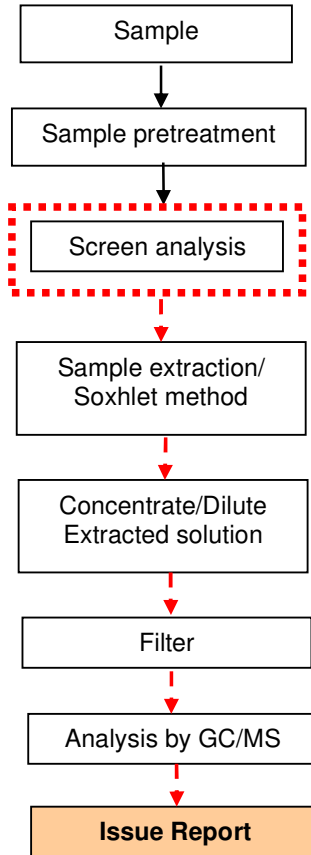 Sample
Sample pretreatment
Screen analysis
Sample extraction/
Soxhlet method
Concentrate/Dilute
Extracted solution
Filter
Analysis by GC/MS
Issue Report